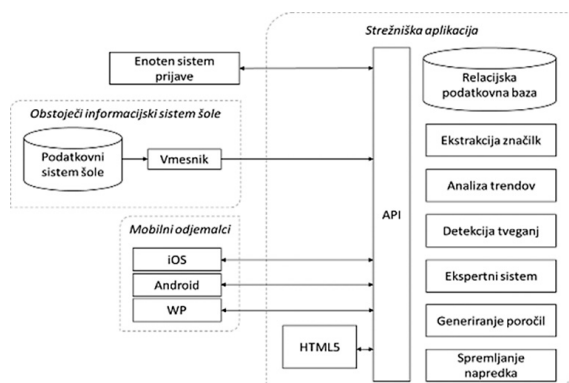 Strežniška aplikacija
Enoten sistem
prijave
Relacijska
podatkovna baza
Obstoječi informacijski sistem šole
Podatkovni
sistem šole
Vmesnik
Ekstrakcija značilk
Analiza trendov
API
Mobilni odjemalci
Detekcija tveganj
iOS
Android
WP
Ekspertni sistem
Generiranje poročil
HTML5
Spremljanje
napredka